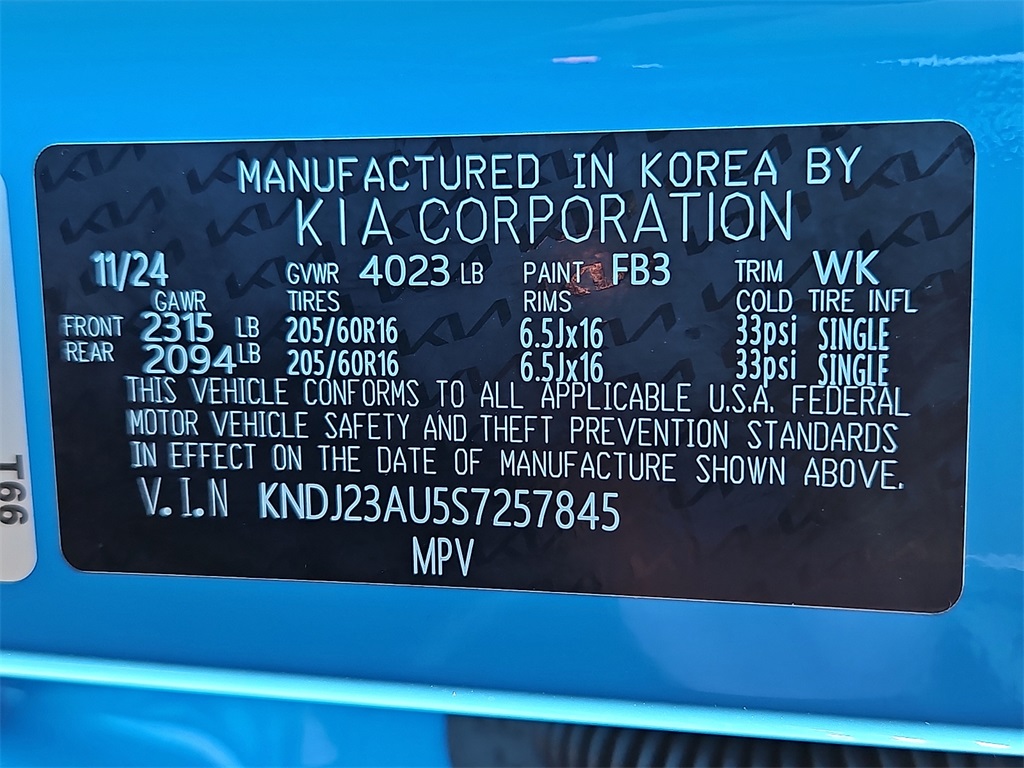 MANUFACTURED IN KOREA BY
KIA CORPORATION
11/24 GVWR 4023 LB PAINT FB3 TRIM WK
GAWR TIRES RIMS COLD TIRE INFL
FRONT 2315 LB 205/60R16 6.5Jx16 33psi SINGLE
REAR 2094 LB 205/60R16 6.5Jx16 33psi SINGLE
THIS VEHICLE CONFORMS TO ALL APPLICABLE U.S.A. FEDERAL
MOTOR VEHICLE SAFETY AND THEFT PREVENTION STANDARDS
IN EFFECT ON THE DATE OF MANUFACTURE SHOWN ABOVE.
V.I.N KNDJ23AU5S7257845
MPV
T66